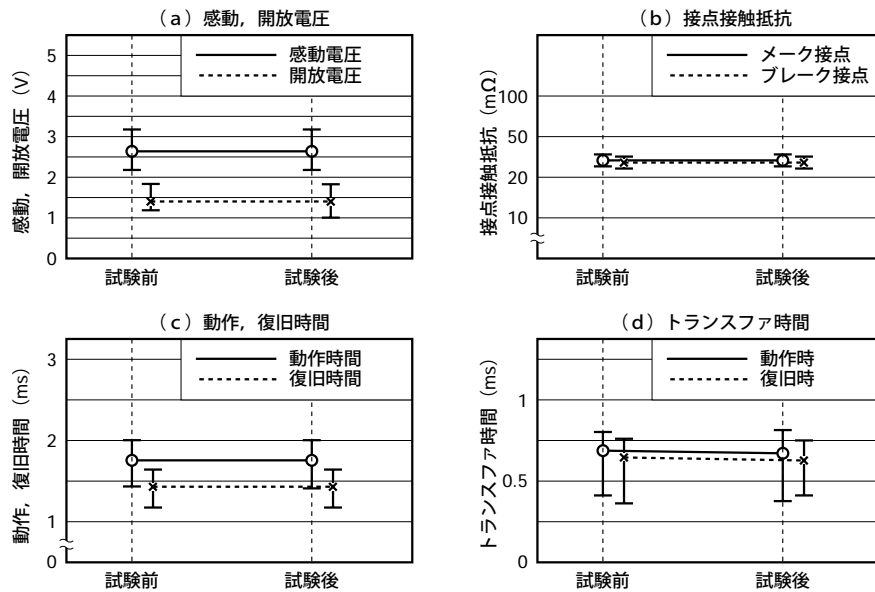 （a）感動，開放電圧
感動，開放電圧（V）
5
4
3
2
1
0
感動電圧
開放電圧
試験前
試験後
（b）接点接触抵抗
接点接触抵抗（mΩ）
100
50
20
10
メーク接点
ブレーク接点
試験前
試験後
（c）動作，復旧時間
動作，復旧時間（ms）
3
2
1
0
動作時間
復旧時間
試験前
試験後
（d）トランスファ時間
トランスファ時間（ms）
1
0.5
0
動作時
復旧時
試験前
試験後